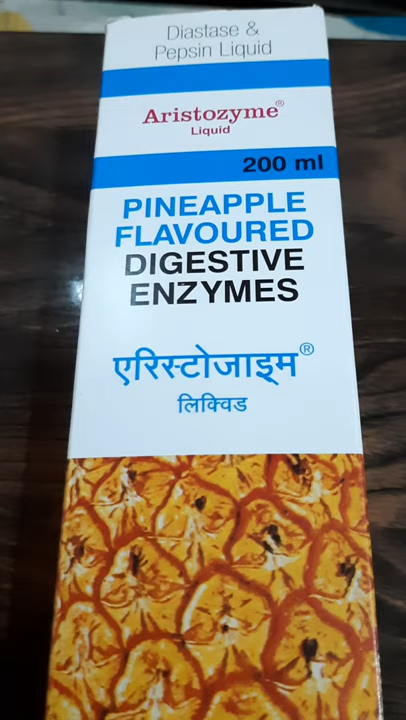 Diastase &
Pepsin Liquid
Aristozyme®
Liquid
200 ml
PINEAPPLE
FLAVOURED
DIGESTIVE
ENZYMES
एरिस्टोजाइम®
लिक्विड